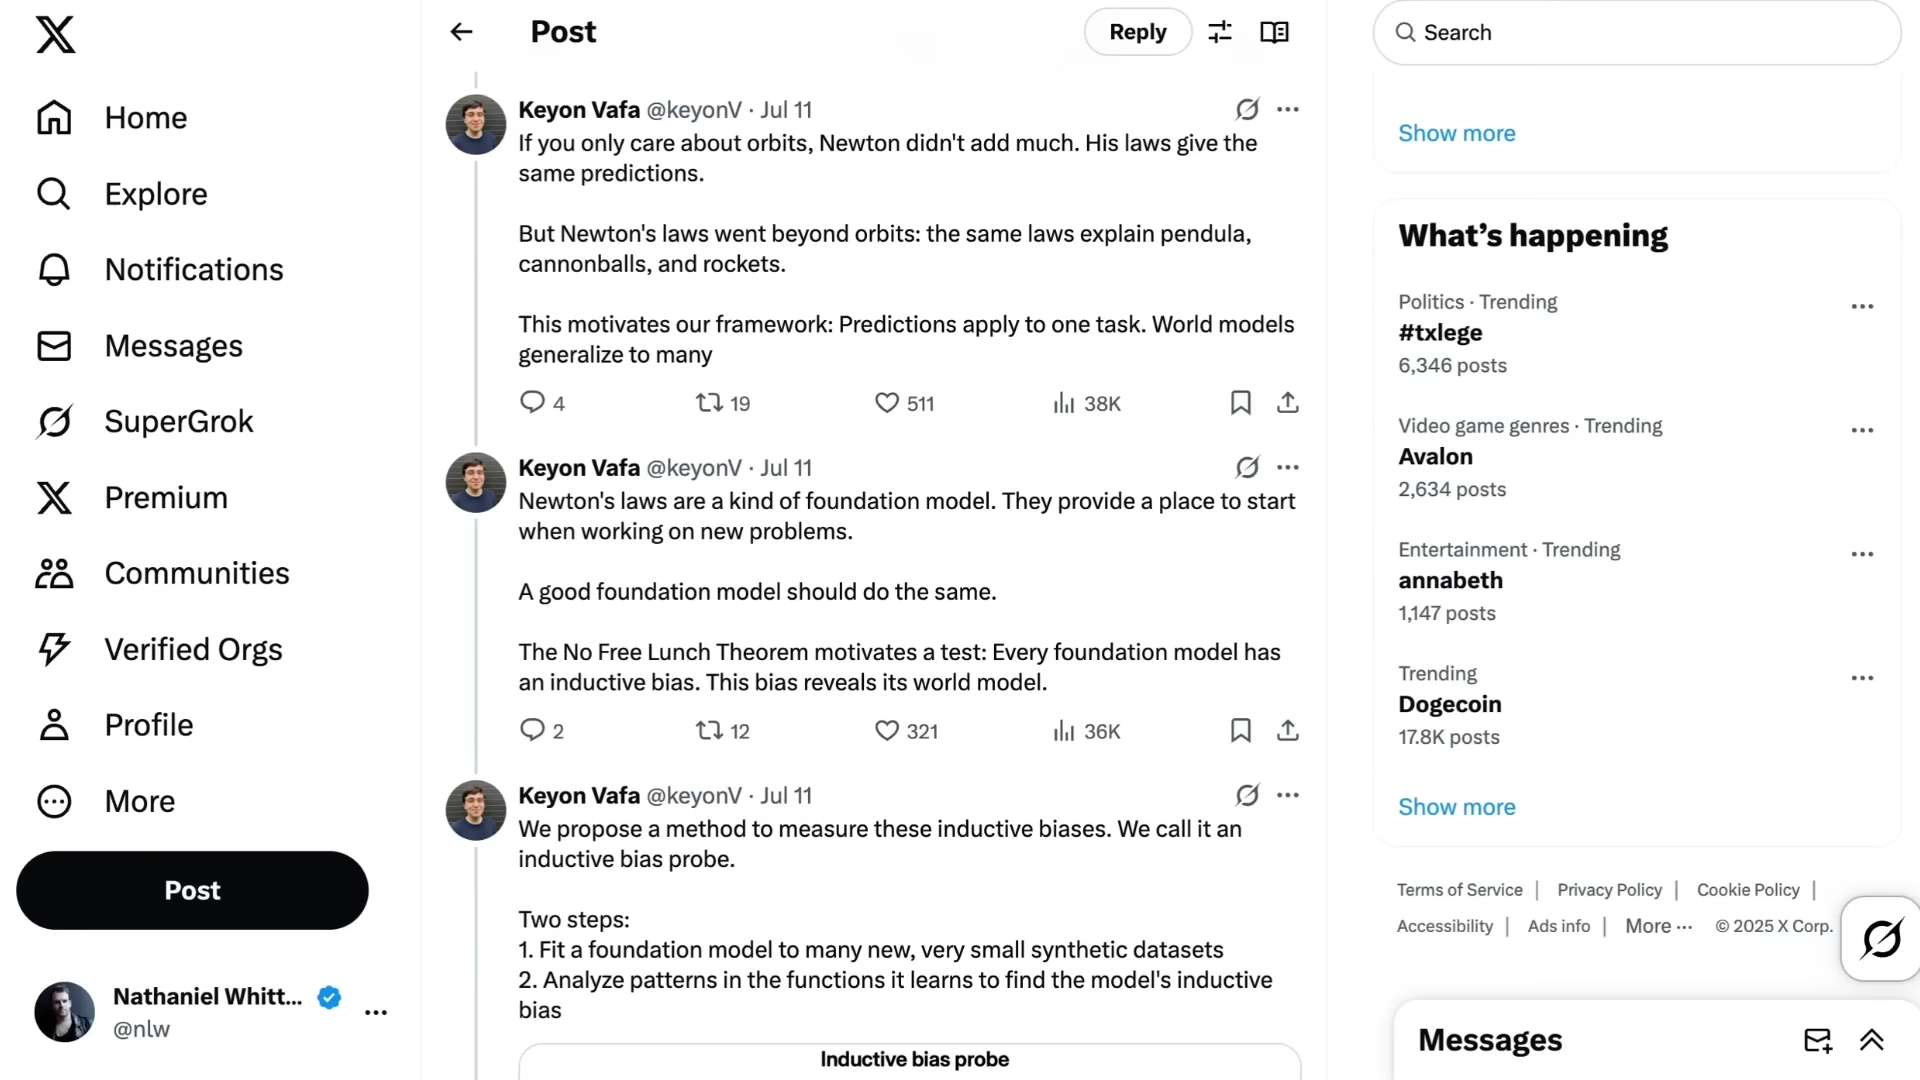 Home
Explore
Notifications
Messages
SuperGrok
Premium
Communities
Verified Orgs
Profile
More
Post
Nathaniel Whitt...
@nlw
Post
Reply
Keyon Vafa @keyonV · Jul 11
If you only care about orbits, Newton didn't add much. His laws give the
same predictions.
But Newton's laws went beyond orbits: the same laws explain pendula,
cannonballs, and rockets.
This motivates our framework: Predictions apply to one task. World models
generalize to many
4 19 511 38K
Keyon Vafa @keyonV · Jul 11
Newton's laws are a kind of foundation model. They provide a place to start
when working on new problems.
A good foundation model should do the same.
The No Free Lunch Theorem motivates a test: Every foundation model has
an inductive bias. This bias reveals its world model.
2 12 321 36K
Keyon Vafa @keyonV · Jul 11
We propose a method to measure these inductive biases. We call it an
inductive bias probe.
Two steps:
1. Fit a foundation model to many new, very small synthetic datasets
2. Analyze patterns in the functions it learns to find the model's inductive
bias
Inductive bias probe
Search
Show more
What's happening
Politics · Trending
#txlege
6,346 posts
Video game genres · Trending
Avalon
2,634 posts
Entertainment · Trending
annabeth
1,147 posts
Trending
Dogecoin
17.8K posts
Show more
Terms of Service | Privacy Policy | Cookie Policy |
Accessibility | Ads info | More ··· © 2025 X Corp.
Messages